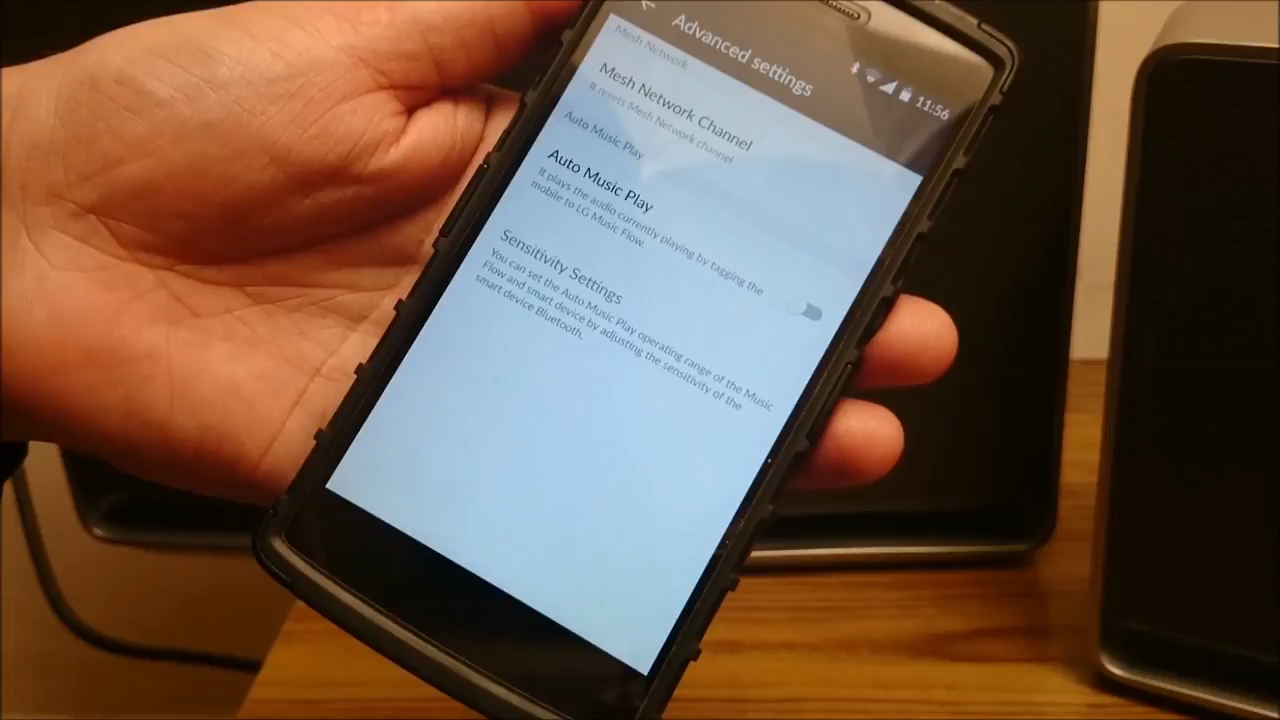 Advanced settings
11:56
Mesh Network
Mesh Network Channel
It resets Mesh Network channel
Auto Music Play
Auto Music Play
It plays the audio currently playing by tagging the
mobile to LG Music Flow.
Sensitivity Settings
You can set the Auto Music Play operating range of the Music
Flow and smart device by adjusting the sensitivity of the
smart device Bluetooth.